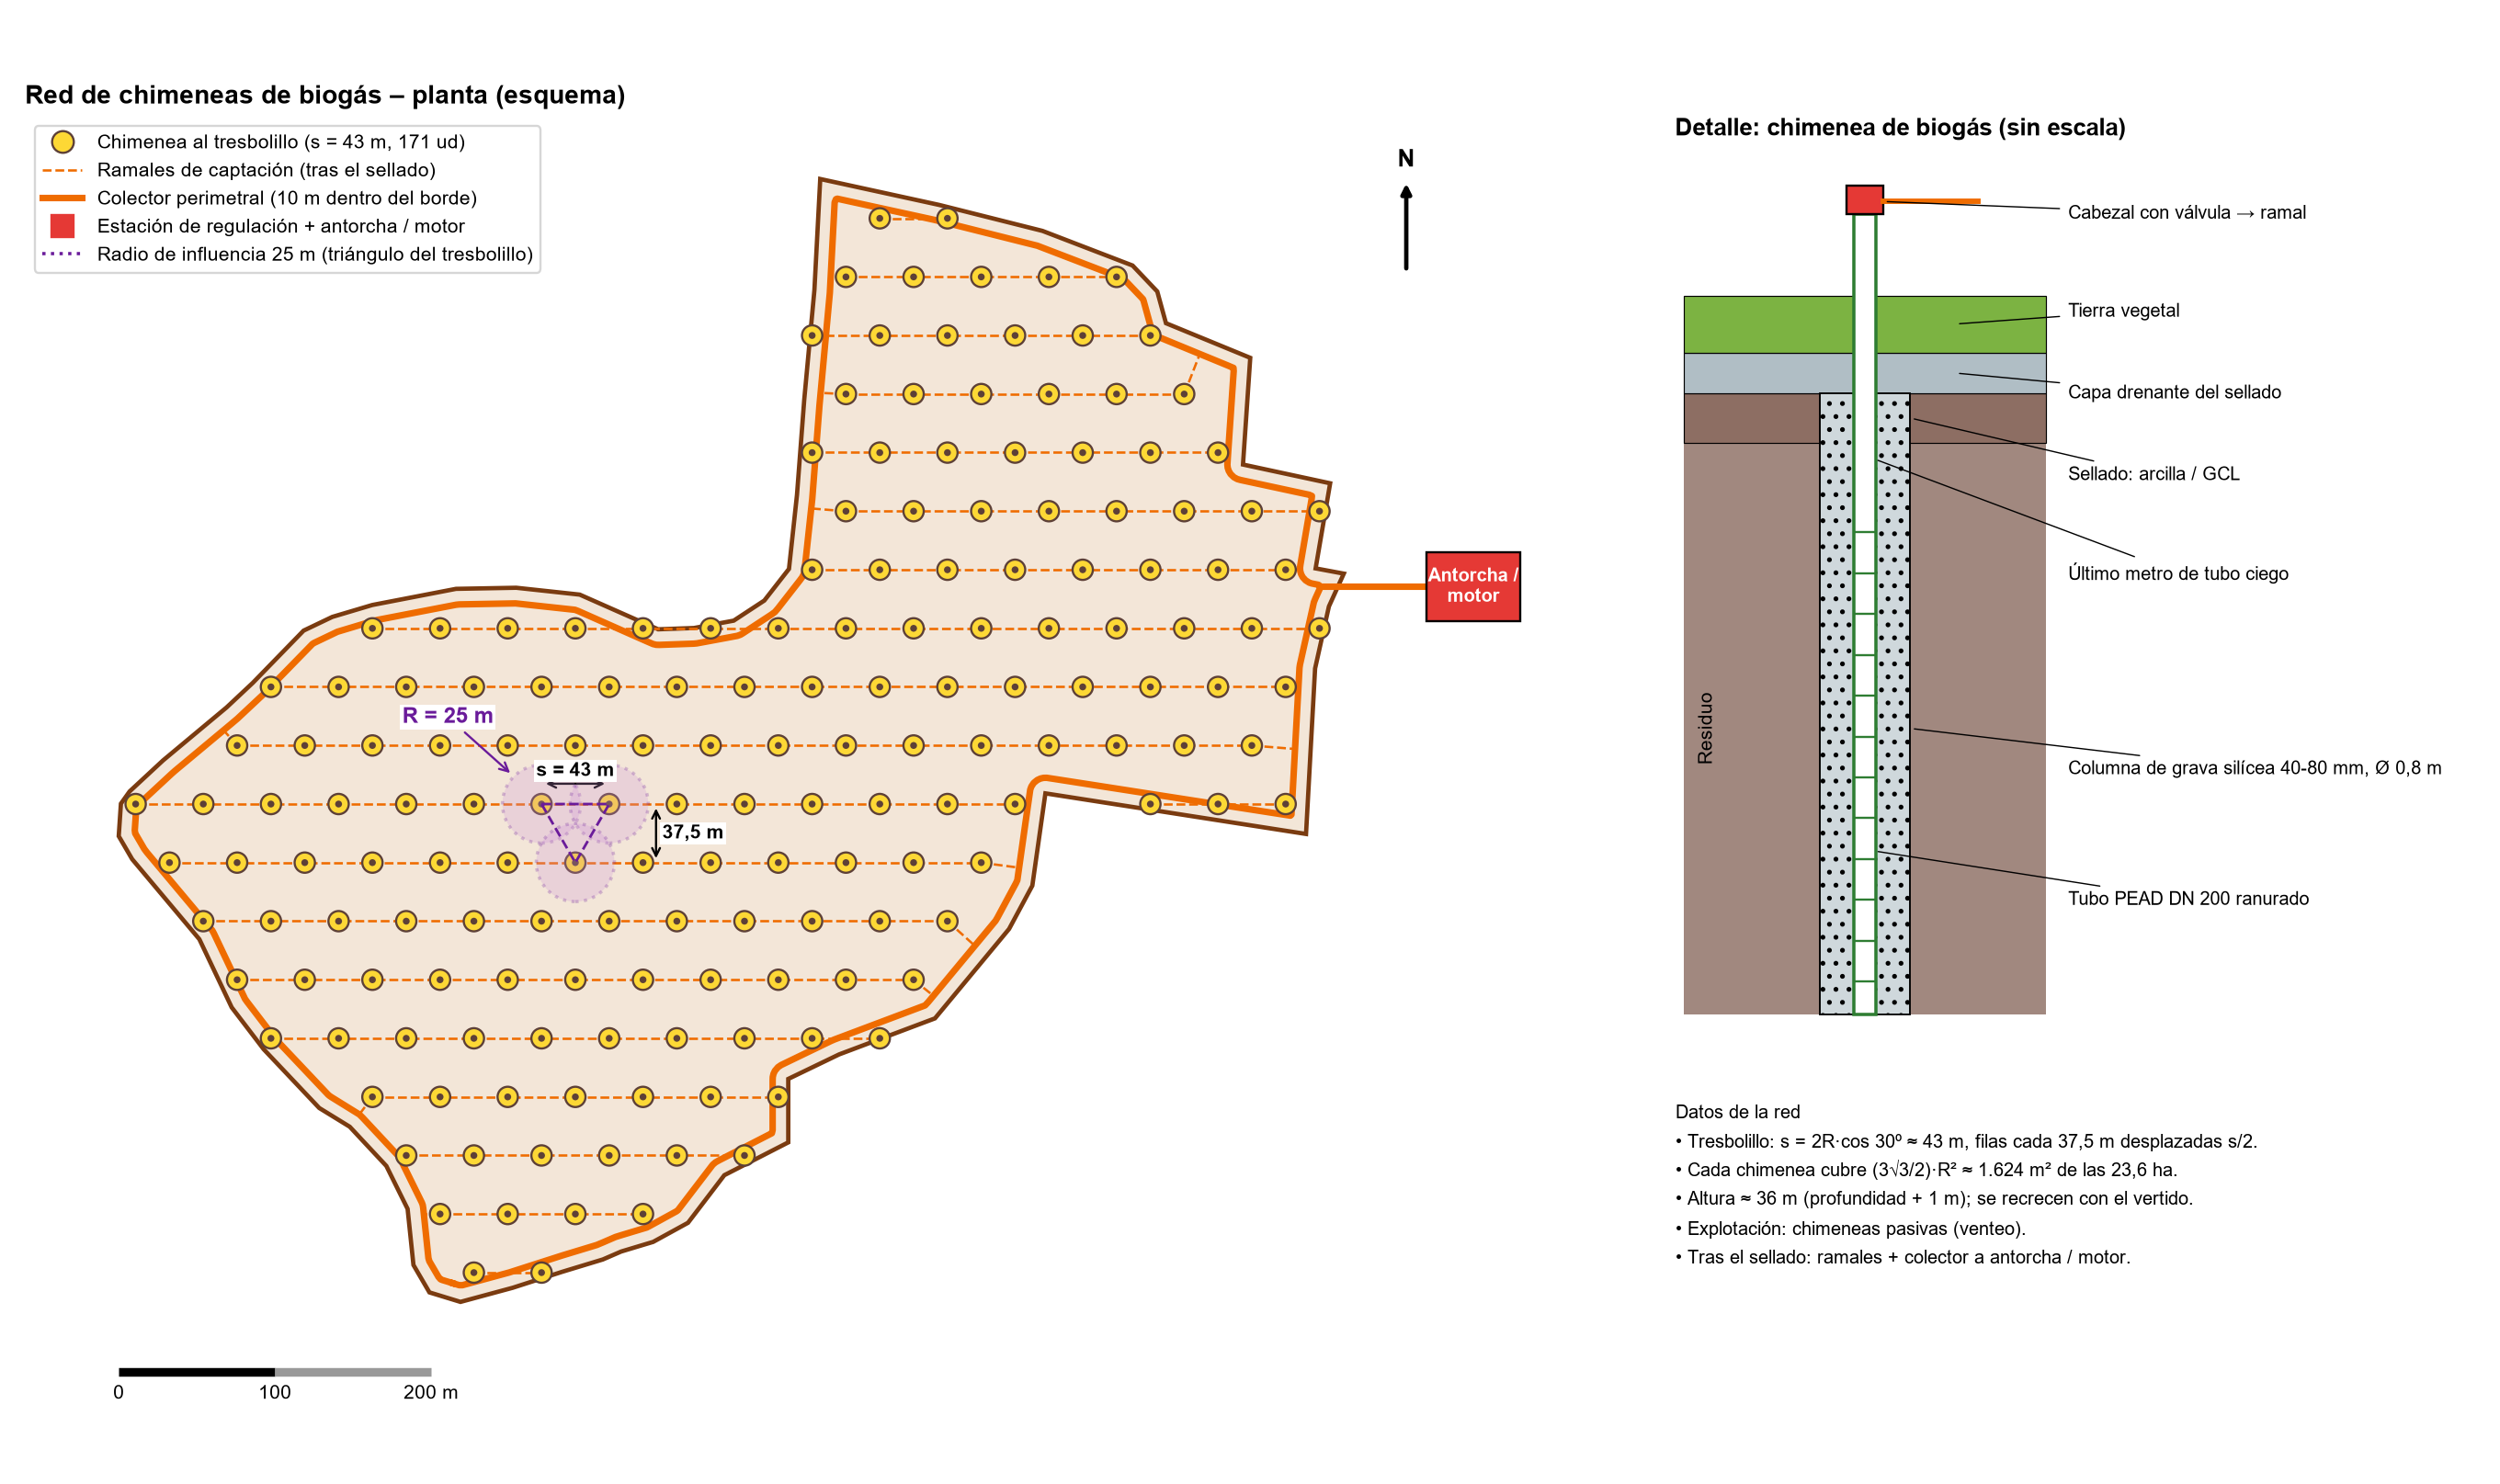 Red de chimeneas de biogás – planta (esquema)
Chimenea al tresbolillo (s = 43 m, 171 ud)
Ramales de captación (tras el sellado)
Colector perimetral (10 m dentro del borde)
Estación de regulación + antorcha / motor
Radio de influencia 25 m (triángulo del tresbolillo)
N
Antorcha /
motor
R = 25 m
s = 43 m
37,5 m
0
100
200 m
Detalle: chimenea de biogás (sin escala)
Cabezal con válvula → ramal
Tierra vegetal
Capa drenante del sellado
Sellado: arcilla / GCL
Último metro de tubo ciego
Residuo
Columna de grava silícea 40-80 mm, Ø 0,8 m
Tubo PEAD DN 200 ranurado
Datos de la red
• Tresbolillo: s = 2R·cos 30º ≈ 43 m, filas cada 37,5 m desplazadas s/2.
• Cada chimenea cubre (3√3/2)·R² ≈ 1.624 m² de las 23,6 ha.
• Altura ≈ 36 m (profundidad + 1 m); se recrecen con el vertido.
• Explotación: chimeneas pasivas (venteo).
• Tras el sellado: ramales + colector a antorcha / motor.